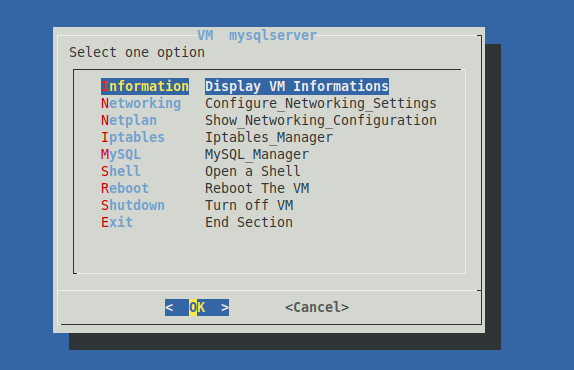 VM mysqlserver
Select one option
Information Display VM Informations
Networking Configure_Networking_Settings
Netplan Show_Networking_Configuration
Iptables Iptables_Manager
MySQL MySQL_Manager
Shell Open a Shell
Reboot Reboot The VM
Shutdown Turn off VM
Exit End Section
< OK > <Cancel>